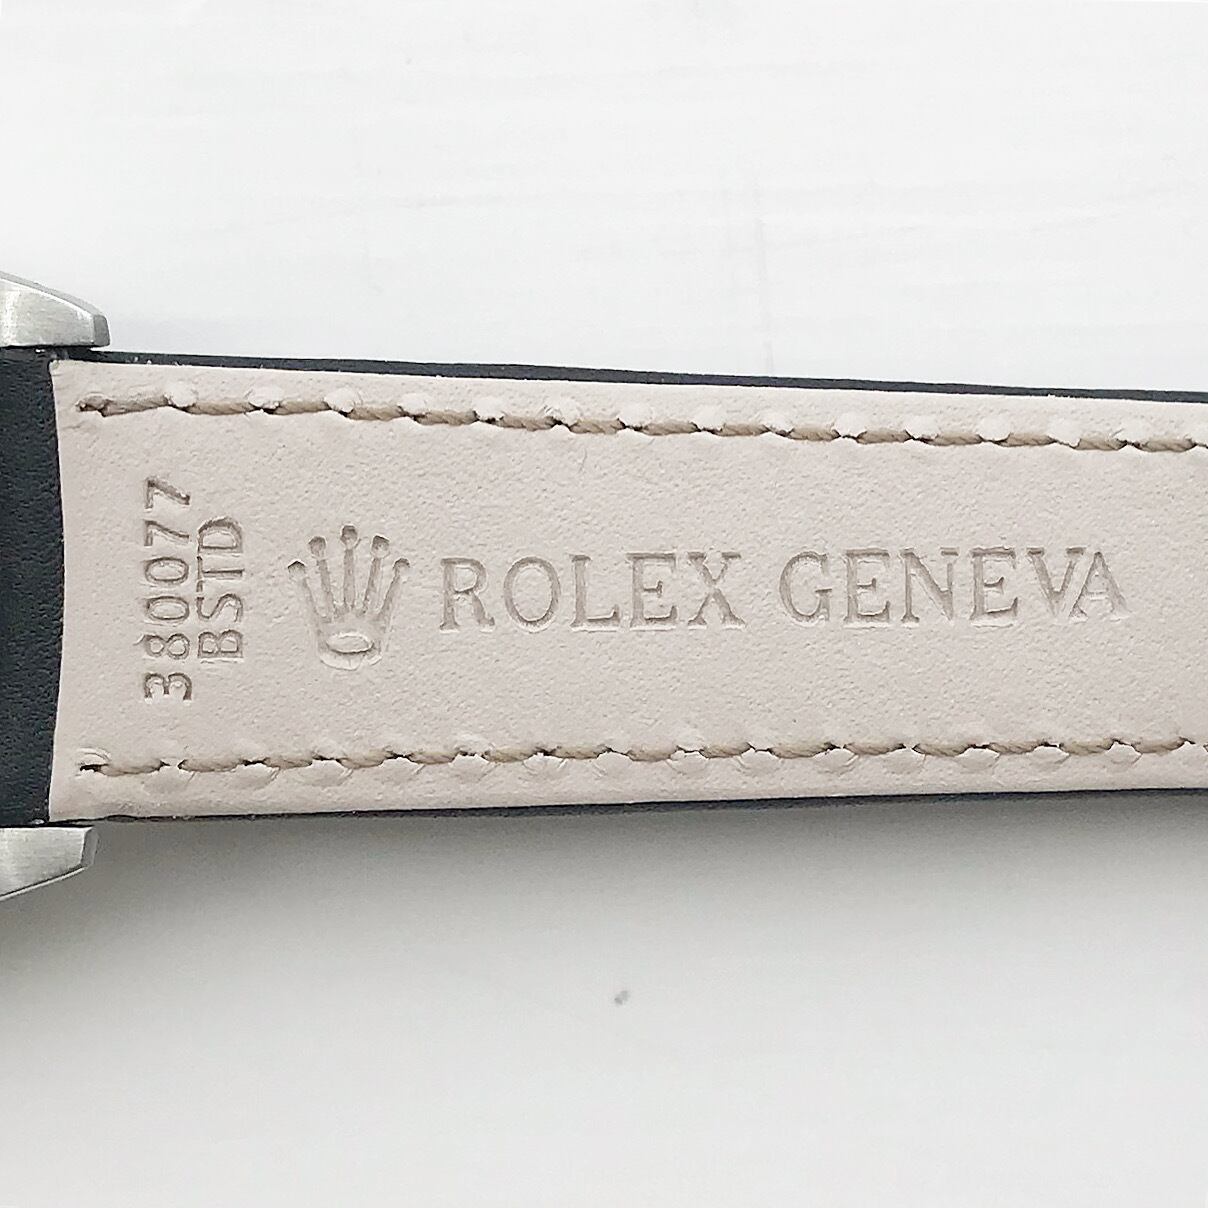 380077
BSTD
ROLEX GENEVA